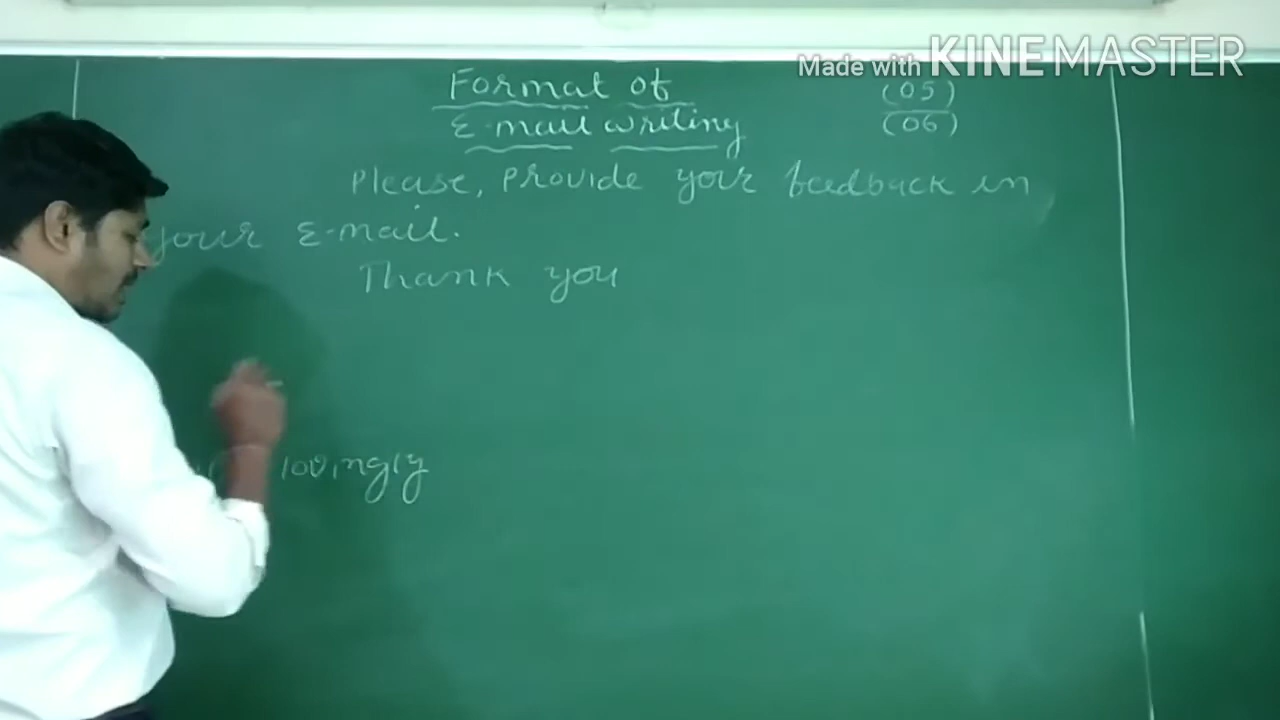 Made with KINEMASTER
Format of
E-mail writing
(05)
(06)
Please, provide your feedback in
your E-mail.
Thank you
lovingly